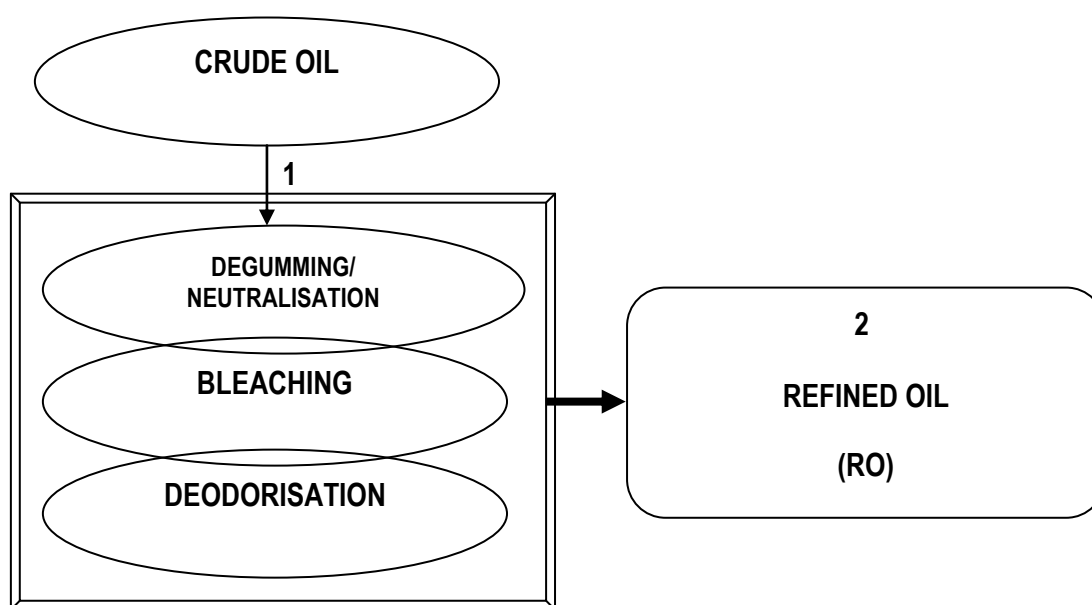 CRUDE OIL
1
DEGUMMING/
NEUTRALISATION
BLEACHING
DEODORISATION
2
REFINED OIL
(RO)